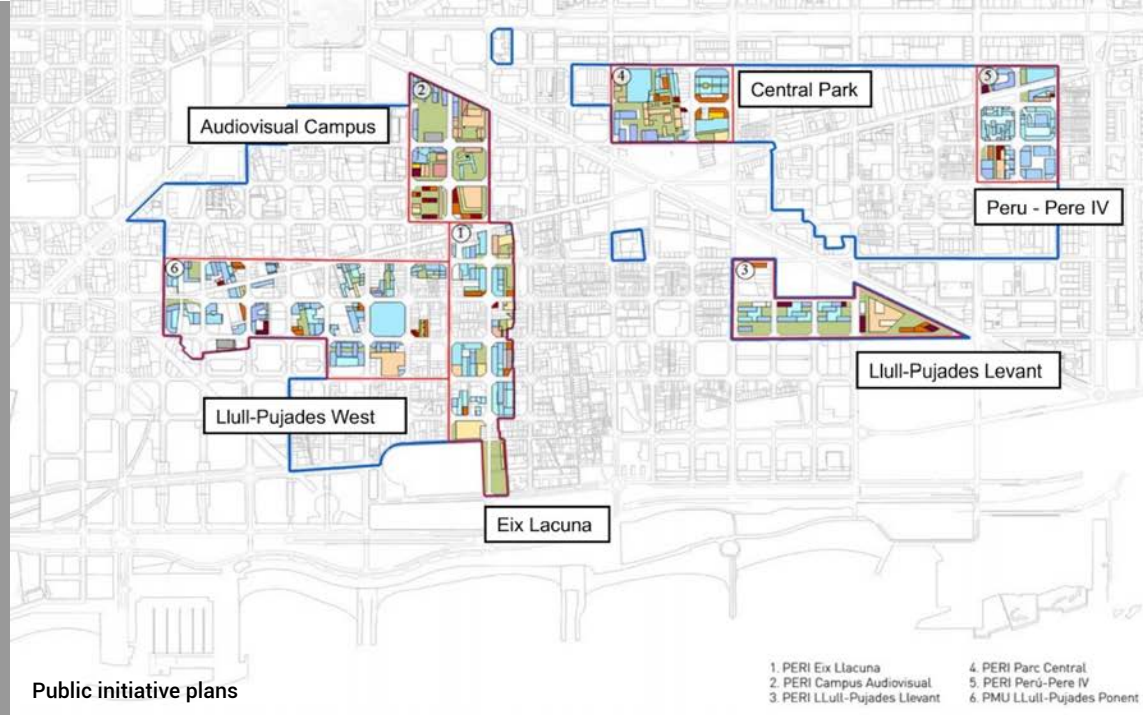 2
4
Central Park
5
Audiovisual Campus
Peru - Pere IV
1
6
3
Llull-Pujades Levant
Llull-Pujades West
Eix Lacuna
1. PERI Eix Llacuna
2. PERI Campus Audiovisual
3. PERI LLull-Pujades Llevant
4. PERI Parc Central
5. PERI Perú-Pere IV
6. PMU LLull-Pujades Ponent
Public initiative plans